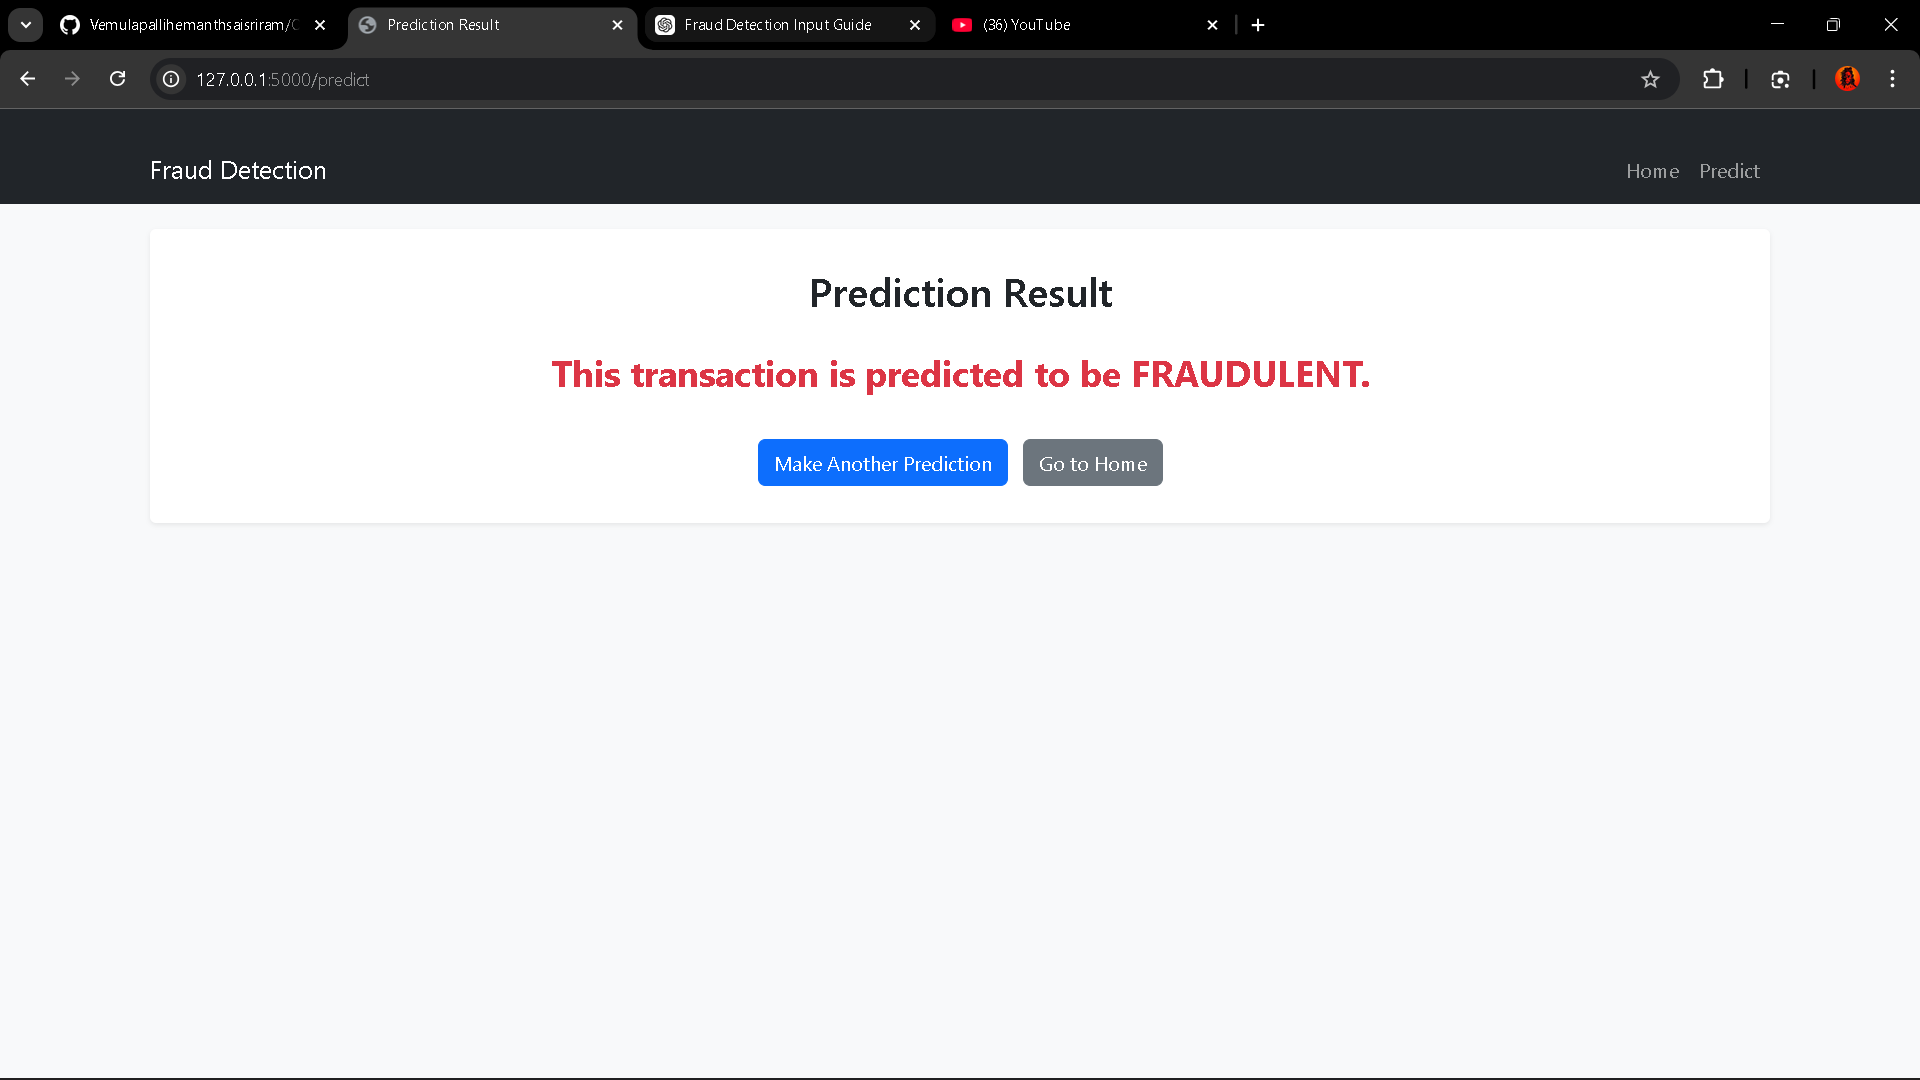 Vemulapallihemanthsaisriram/C
Prediction Result
Fraud Detection Input Guide
(36) YouTube
127.0.0.1:5000/predict
Fraud Detection
Home
Predict
Prediction Result
This transaction is predicted to be FRAUDULENT.
Make Another Prediction
Go to Home